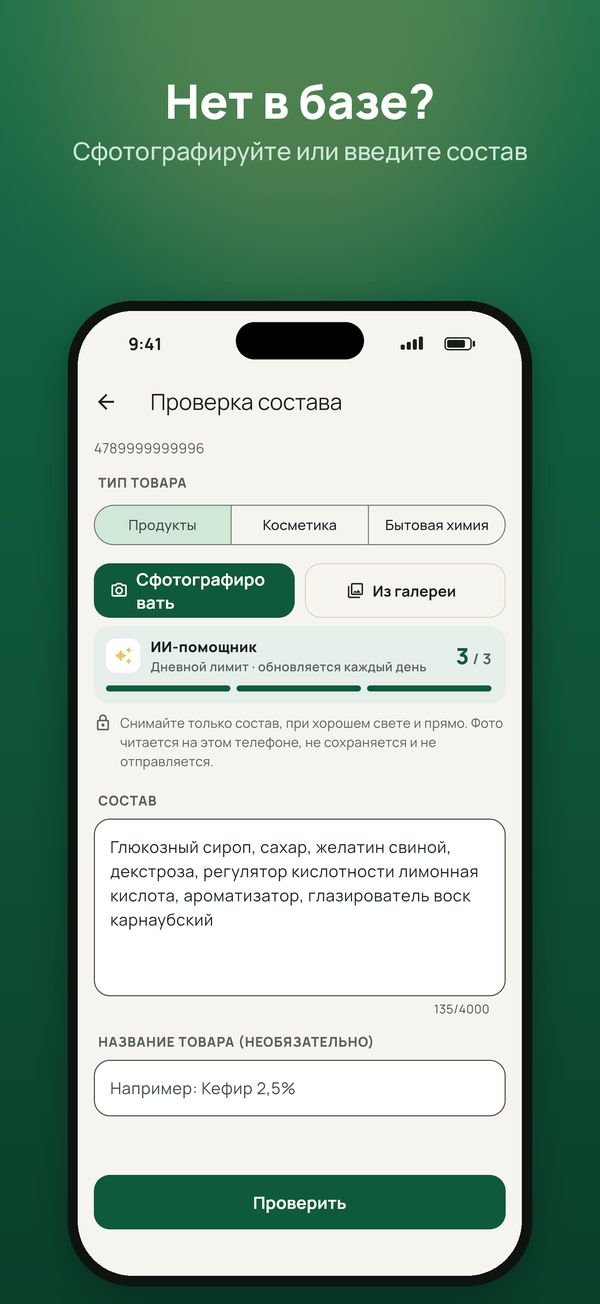 Нет в базе?
Сфотографируйте или введите состав
9:41
Проверка состава
4789999999996
ТИП ТОВАРА
Продукты
Косметика
Бытовая химия
Сфотографиро
вать
Из галереи
ИИ-помощник
Дневной лимит · обновляется каждый день
3 / 3
Снимайте только состав, при хорошем свете и прямо. Фото
читается на этом телефоне, не сохраняется и не
отправляется.
СОСТАВ
Глюкозный сироп, сахар, желатин свиной,
декстроза, регулятор кислотности лимонная
кислота, ароматизатор, глазирователь воск
карнаубский
135/4000
НАЗВАНИЕ ТОВАРА (НЕОБЯЗАТЕЛЬНО)
Например: Кефир 2,5%
Проверить